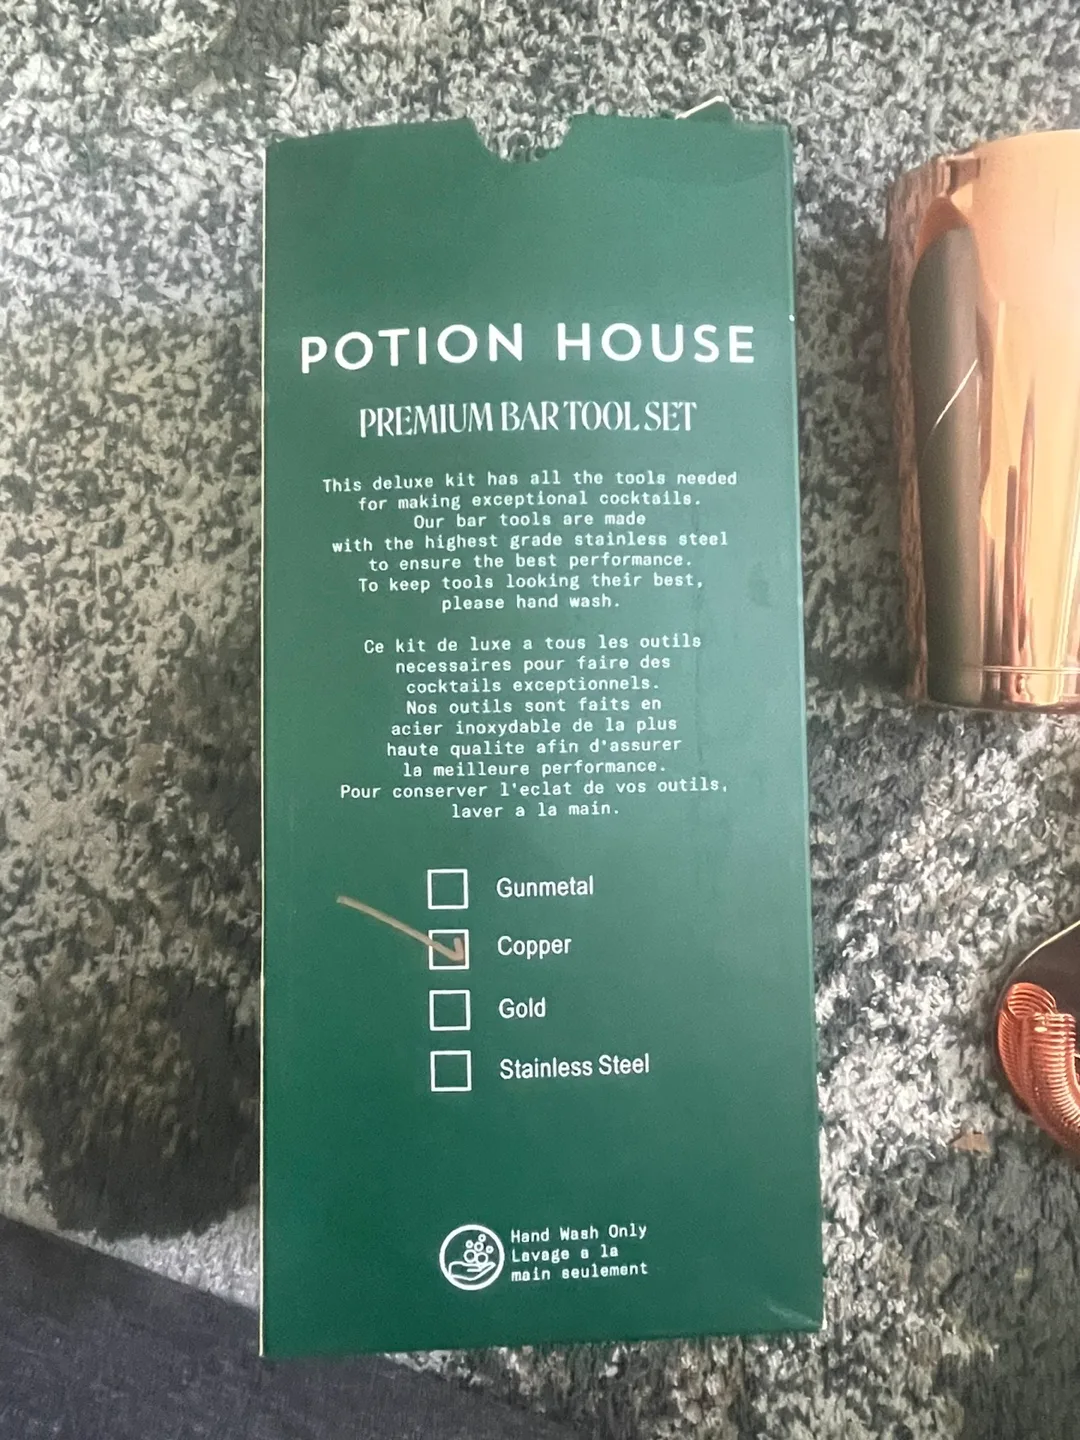 POTION HOUSE
PREMIUM BAR TOOL SET
This deluxe kit has all the tools needed
for making exceptional cocktails.
Our bar tools are made
with the highest grade stainless steel
to ensure the best performance.
To keep tools looking their best,
please hand wash.
Ce kit de luxe a tous les outils
necessaires pour faire des
cocktails exceptionnels.
Nos outils sont faits en
acier inoxydable de la plus
haute qualite afin d'assurer
la meilleure performance.
Pour conserver l'eclat de vos outils,
laver a la main.
Gunmetal
Copper
Gold
Stainless Steel
Hand Wash Only
Lavage a la
main seulement